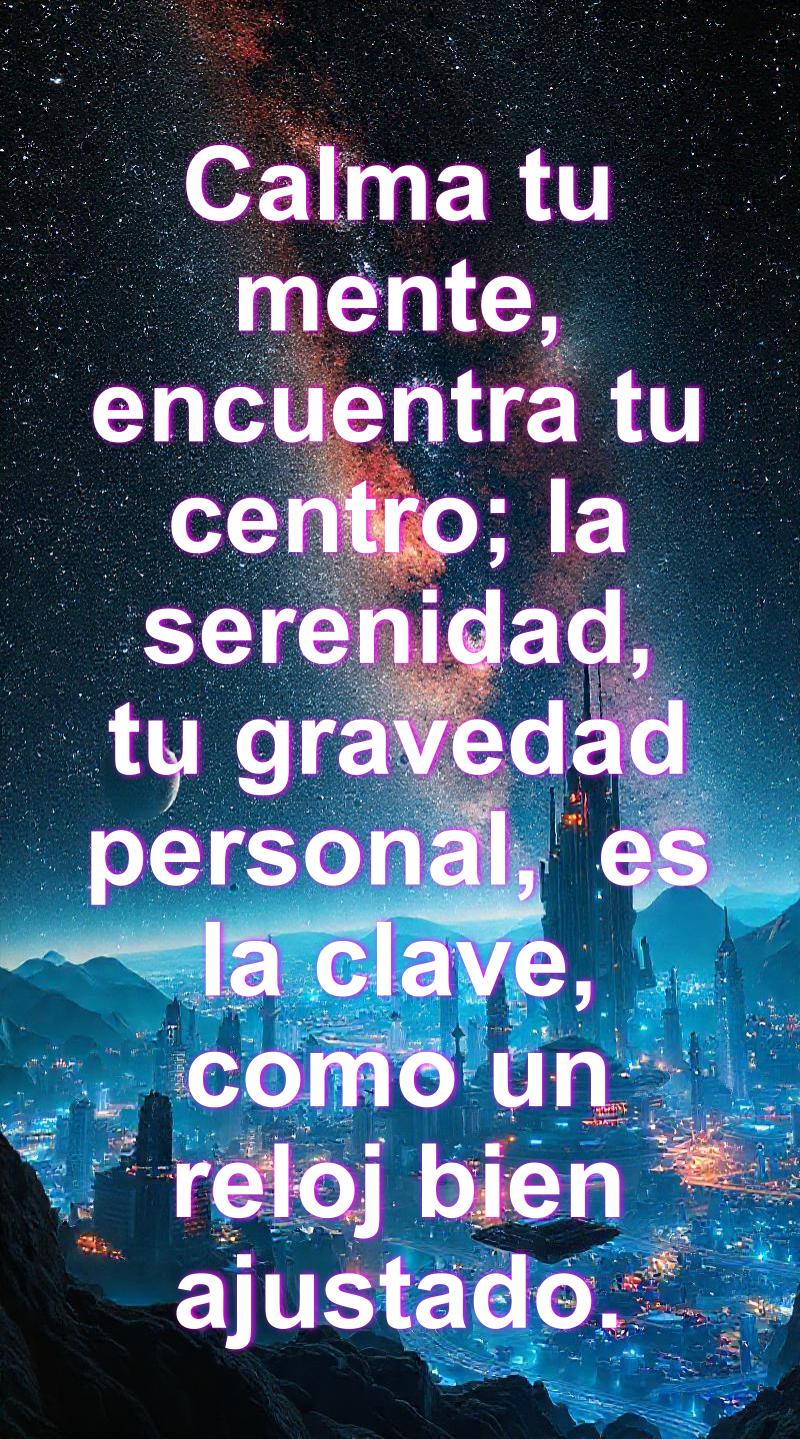 Calma tu
mente,
encuentra tu
centro; la
serenidad,
tu gravedad
personal,   es
la clave,
como un
reloj bien
ajustado.